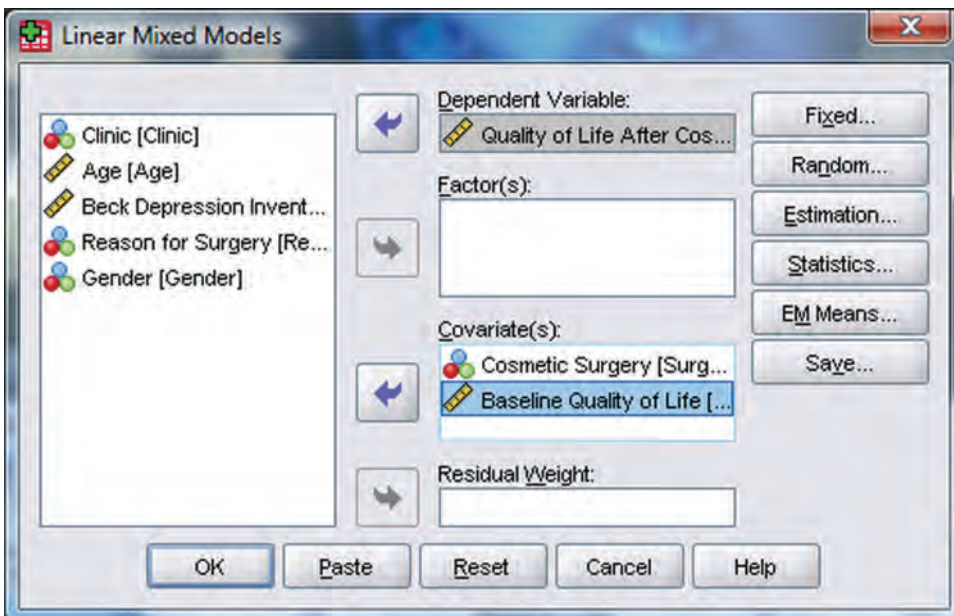 Linear Mixed Models
Clinic [Clinic]
Age [Age]
Beck Depression Invent...
Reason for Surgery [Re...
Gender [Gender]
Dependent Variable:
Quality of Life After Cos...
Factor(s):
Covariate(s):
Cosmetic Surgery [Surg...
Baseline Quality of Life [...
Residual Weight:
Fixed...
Random...
Estimation...
Statistics...
EM Means...
Save...
OK Paste Reset Cancel Help